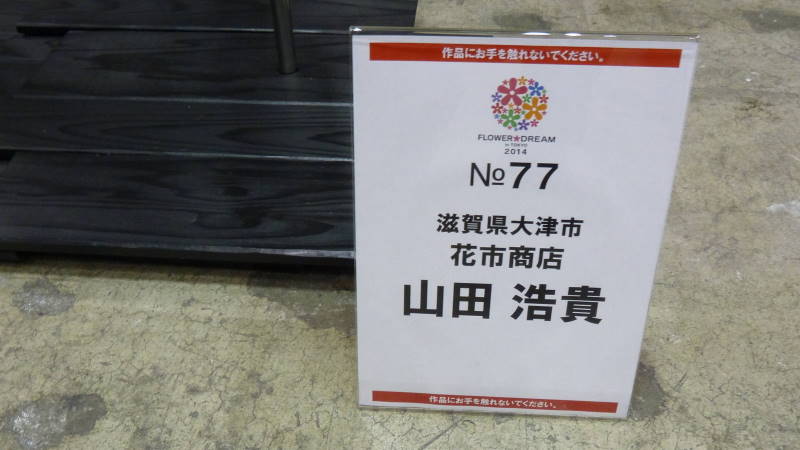 作品にお手を触れないでください。
FLOWER★DREAM
in TOKYO
2014
№77
滋賀県大津市
花市商店
山田 浩貴
作品にお手を触れないでください。